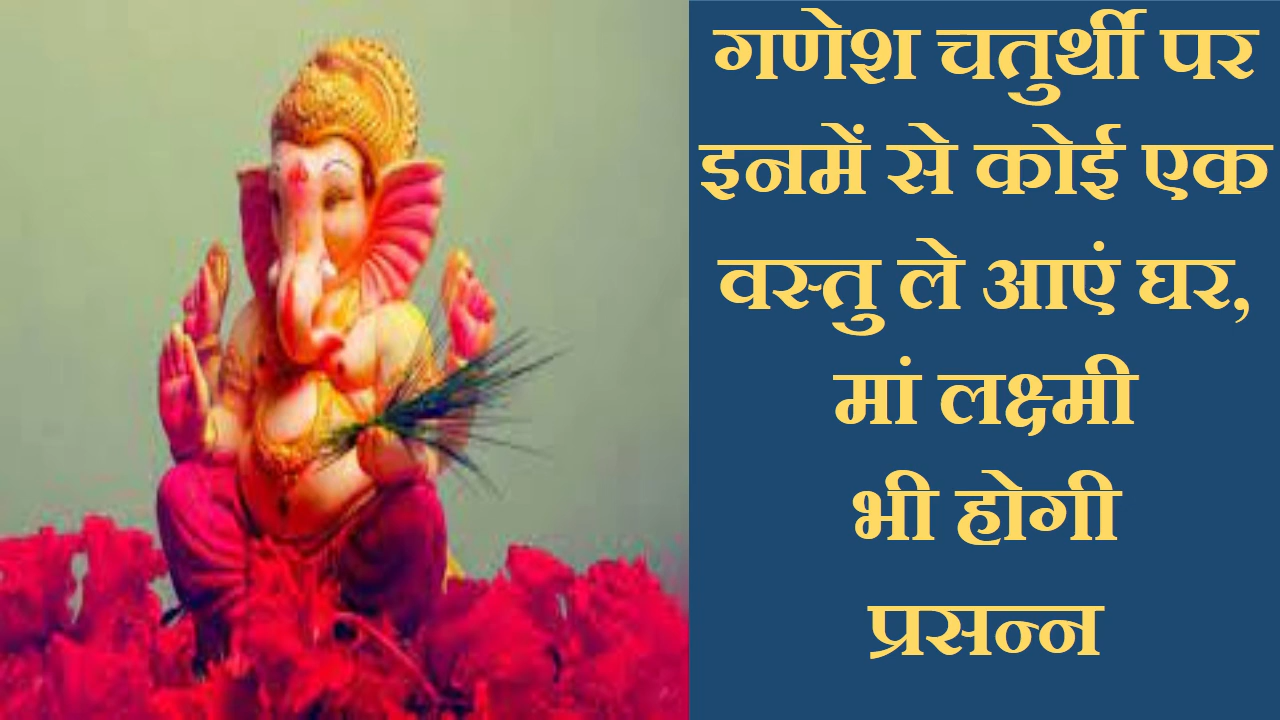 गणेश चतुर्थी पर
इनमें से कोई एक
वस्तु ले आएं घर,
मां लक्ष्मी
भी होगी
प्रसन्न